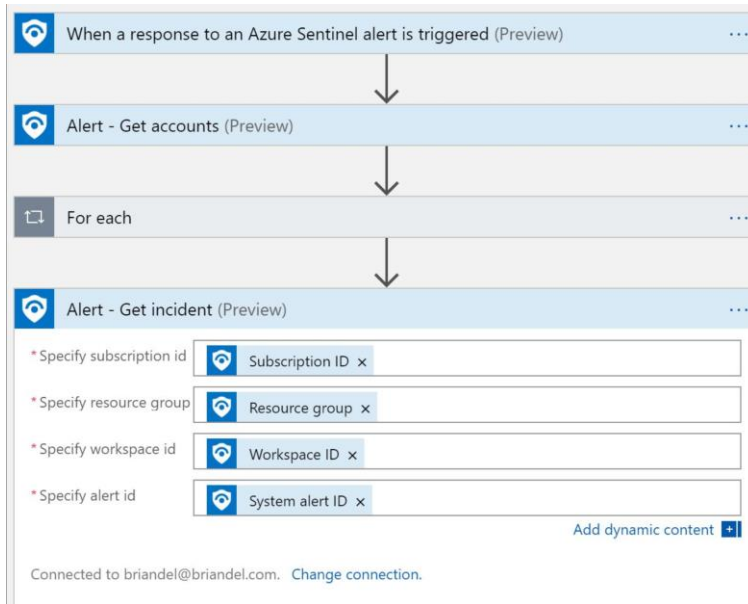 When a response to an Azure Sentinel alert is triggered (Preview)
Alert - Get accounts (Preview)
For each
Alert - Get incident (Preview)
*Specify subscription id Subscription ID ×
*Specify resource group Resource group ×
*Specify workspace id Workspace ID ×
*Specify alert id System alert ID ×
Add dynamic content
Connected to briandel@briandel.com. Change connection.